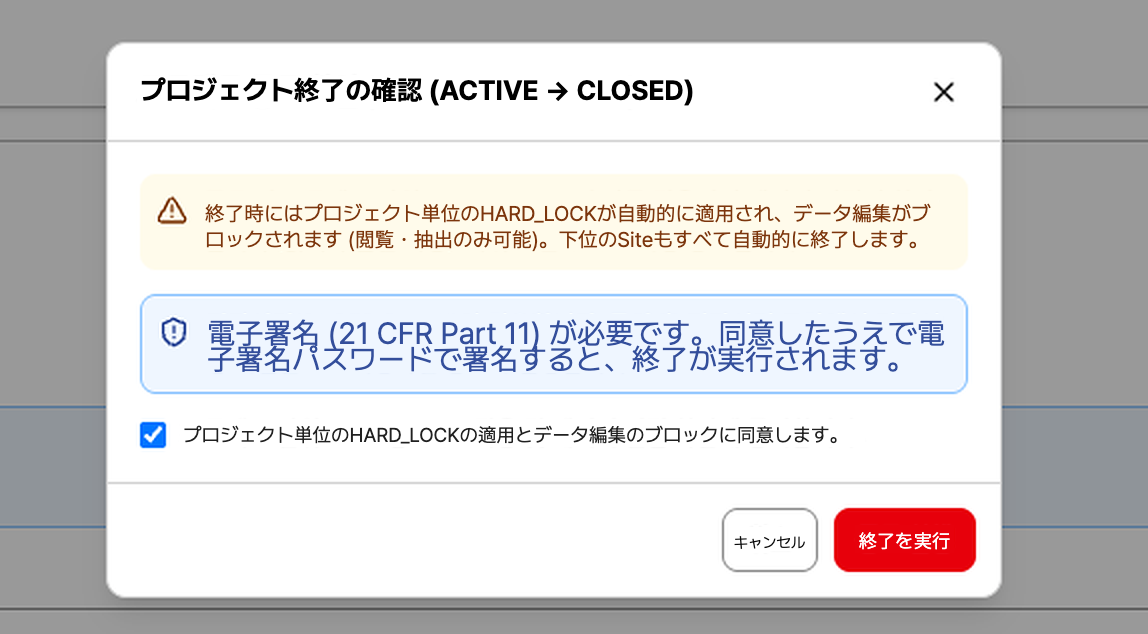 プロジェクト終了の確認 (ACTIVE → CLOSED)
終了時にはプロジェクト単位のHARD_LOCKが自動的に適用され、データ編集がブ
ロックされます (閲覧・抽出のみ可能)。下位のSiteもすべて自動的に終了します。
電子署名 (21 CFR Part 11) が必要です。同意したうえで電
子署名パスワードで署名すると、終了が実行されます。
プロジェクト単位のHARD_LOCKの適用とデータ編集のブロックに同意します。
キャンセル
終了を実行